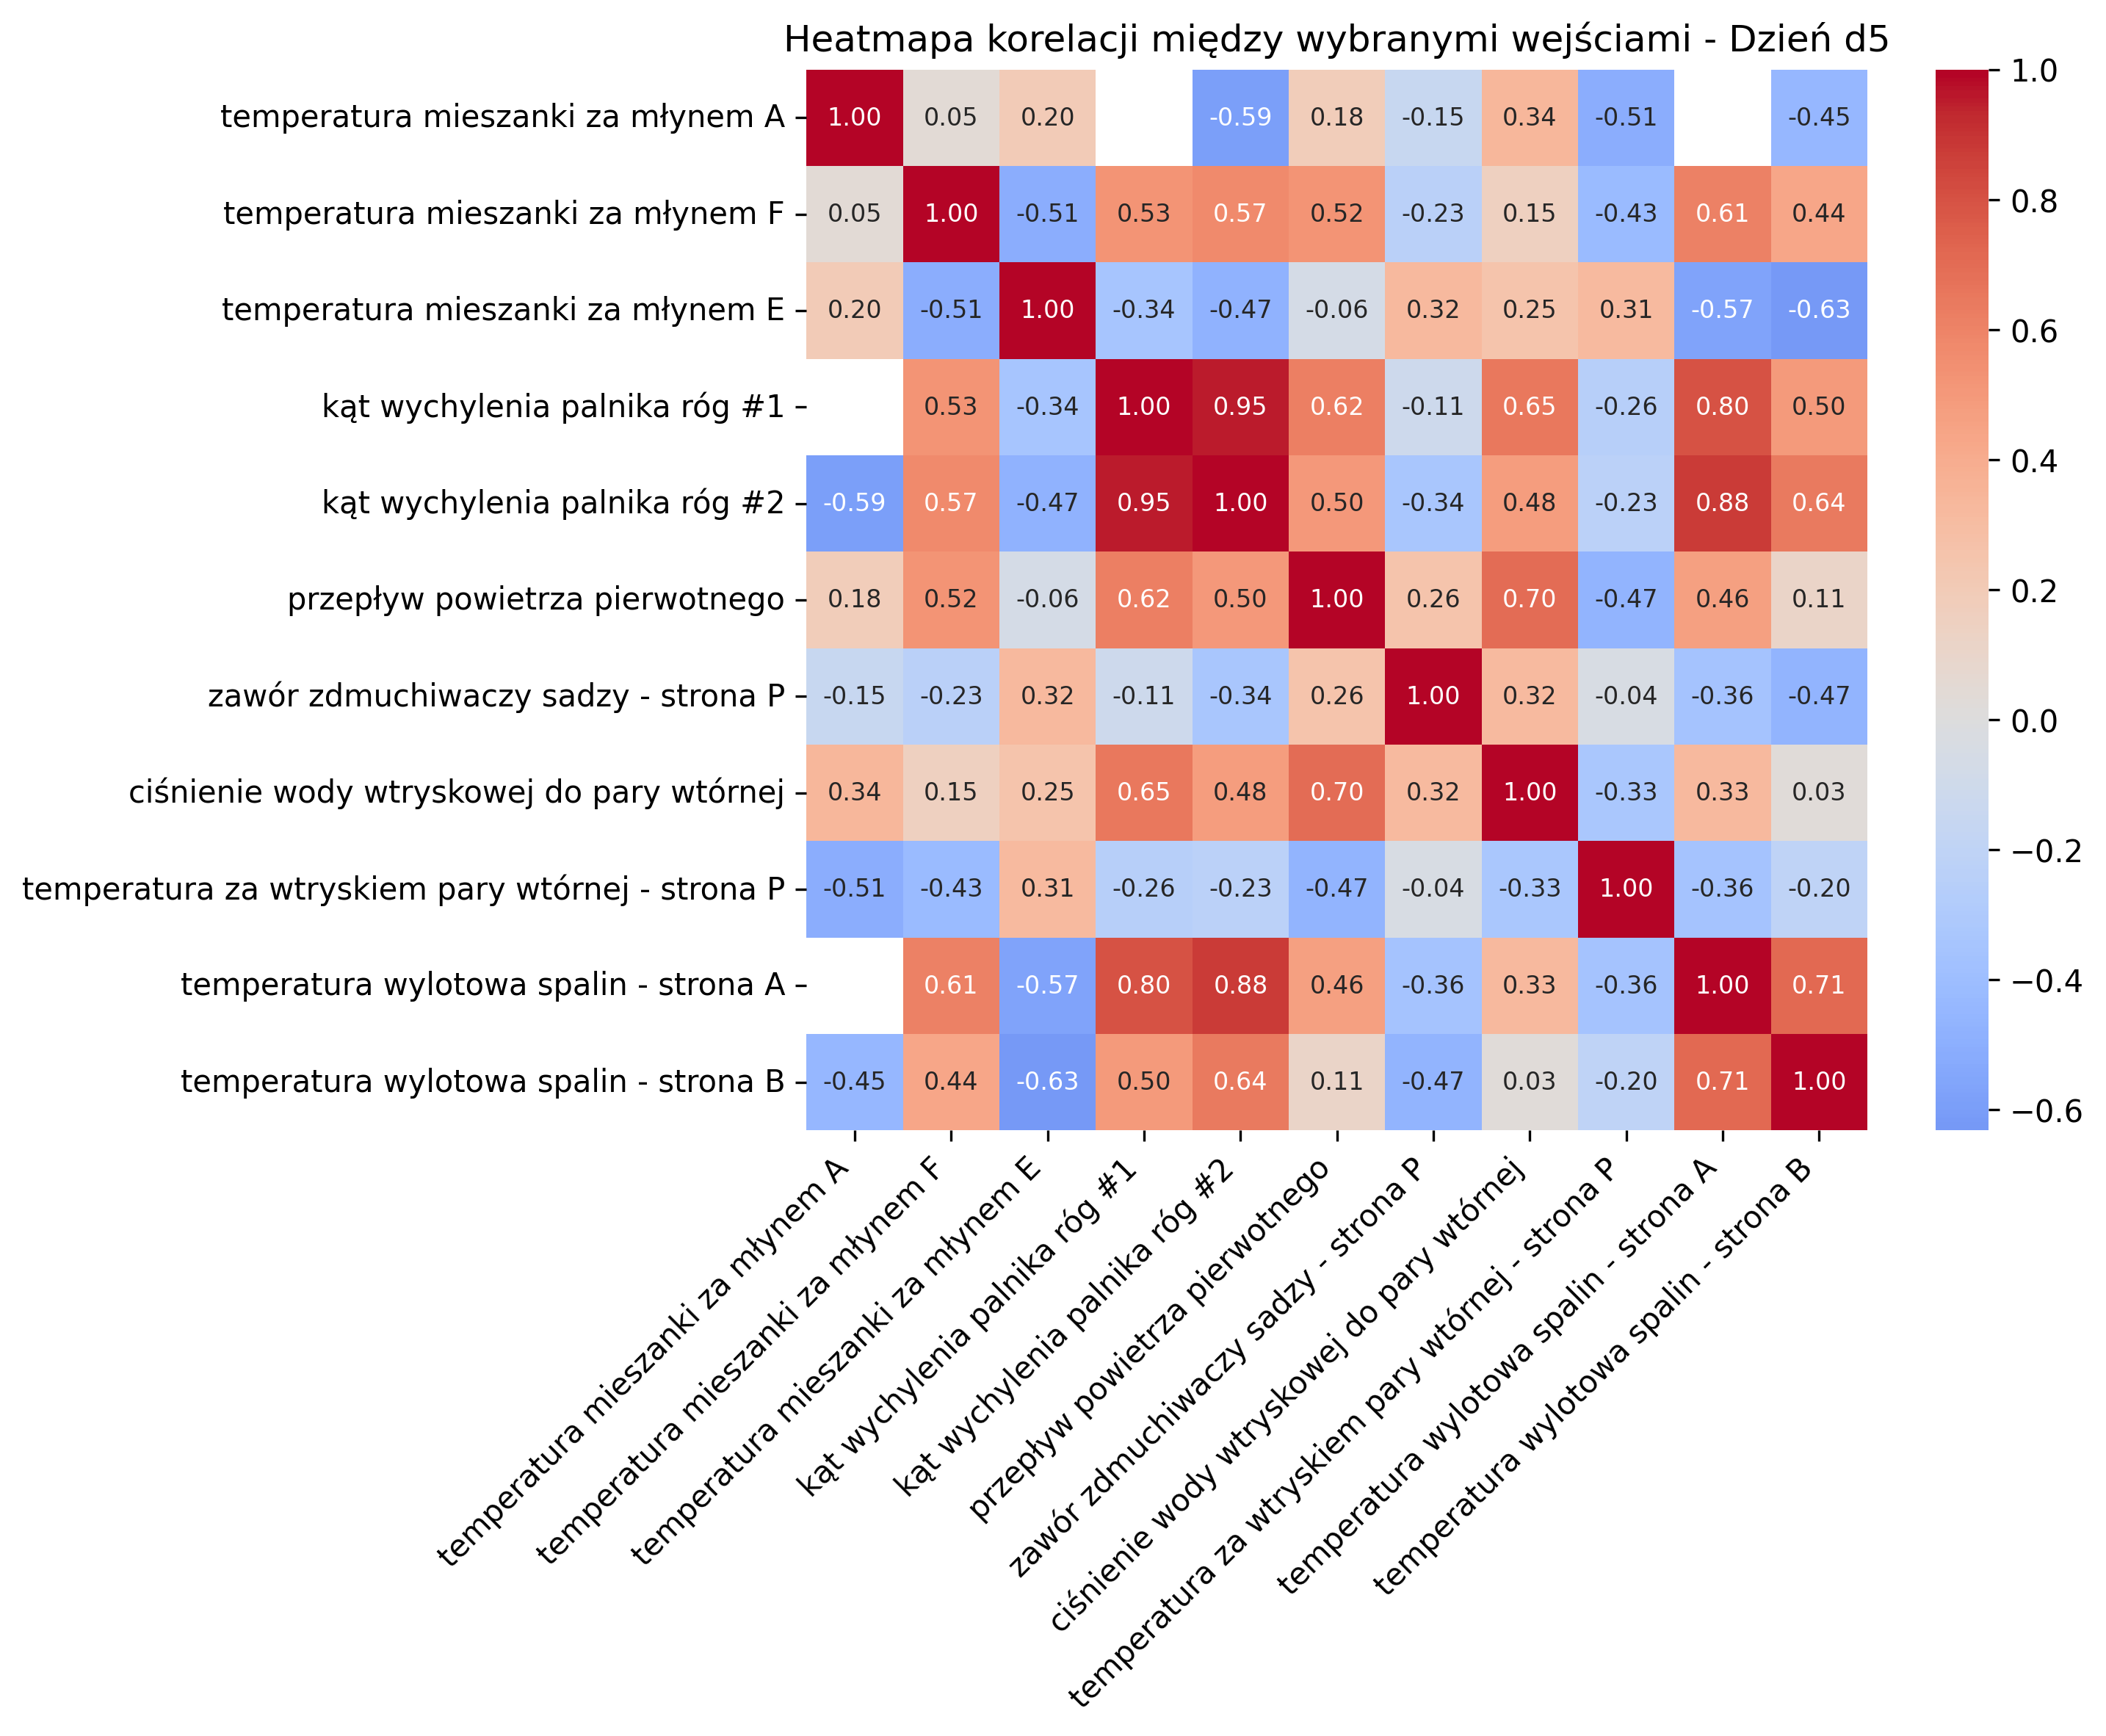 Heatmapa korelacji między wybranymi wejściami - Dzień d5
temperatura mieszanki za młynem A 1.00 0.05 0.20 -0.59 0.18 -0.15 0.34 -0.51 -0.45
temperatura mieszanki za młynem F 0.05 1.00 -0.51 0.53 0.57 0.52 -0.23 0.15 -0.43 0.61 0.44
temperatura mieszanki za młynem E 0.20 -0.51 1.00 -0.34 -0.47 -0.06 0.32 0.25 0.31 -0.57 -0.63
kąt wychylenia palnika róg #1 0.53 -0.34 1.00 0.95 0.62 -0.11 0.65 -0.26 0.80 0.50
kąt wychylenia palnika róg #2 -0.59 0.57 -0.47 0.95 1.00 0.50 -0.34 0.48 -0.23 0.88 0.64
przepływ powietrza pierwotnego 0.18 0.52 -0.06 0.62 0.50 1.00 0.26 0.70 -0.47 0.46 0.11
zawór zdmuchiwaczy sadzy - strona P -0.15 -0.23 0.32 -0.11 -0.34 0.26 1.00 0.32 -0.04 -0.36 -0.47
ciśnienie wody wtryskowej do pary wtórnej 0.34 0.15 0.25 0.65 0.48 0.70 0.32 1.00 -0.33 0.33 0.03
temperatura za wtryskiem pary wtórnej - strona P -0.51 -0.43 0.31 -0.26 -0.23 -0.47 -0.04 -0.33 1.00 -0.36 -0.20
temperatura wylotowa spalin - strona A 0.61 -0.57 0.80 0.88 0.46 -0.36 0.33 -0.36 1.00 0.71
temperatura wylotowa spalin - strona B -0.45 0.44 -0.63 0.50 0.64 0.11 -0.47 0.03 -0.20 0.71 1.00
temperatura mieszanki za młynem A
temperatura mieszanki za młynem F
temperatura mieszanki za młynem E
kąt wychylenia palnika róg #1
kąt wychylenia palnika róg #2
przepływ powietrza pierwotnego
zawór zdmuchiwaczy sadzy - strona P
ciśnienie wody wtryskowej do pary wtórnej
temperatura za wtryskiem pary wtórnej - strona P
temperatura wylotowa spalin - strona A
temperatura wylotowa spalin - strona B
1.0
0.8
0.6
0.4
0.2
0.0
−0.2
−0.4
−0.6